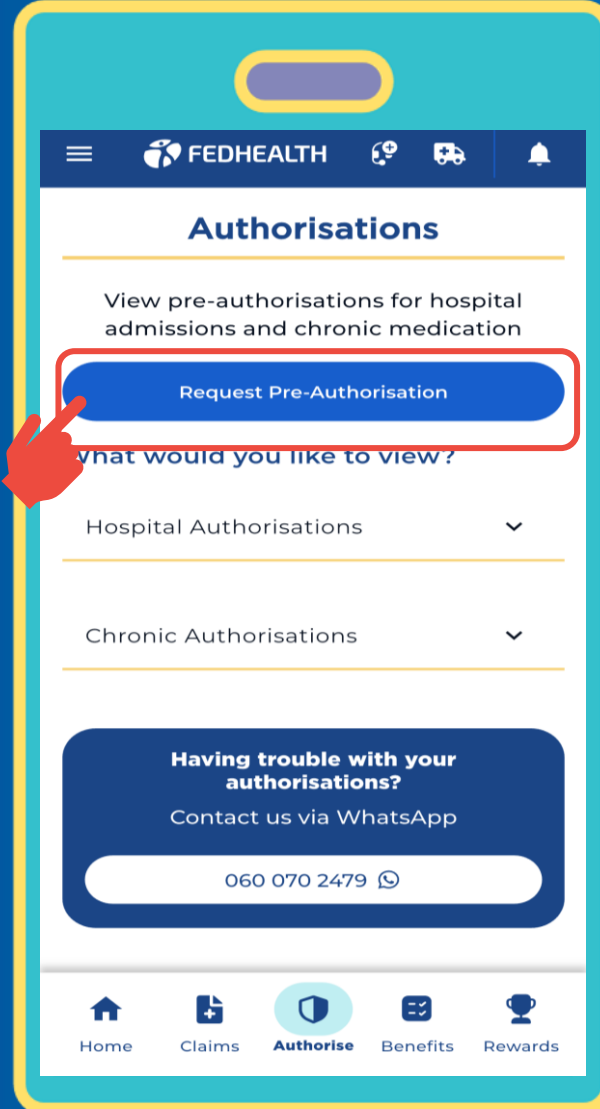 FEDHEALTH
Authorisations
View pre-authorisations for hospital
admissions and chronic medication
Request Pre-Authorisation
What would you like to view?
Hospital Authorisations
Chronic Authorisations
Having trouble with your
authorisations?
Contact us via WhatsApp
060 070 2479
Home Claims Authorise Benefits Rewards